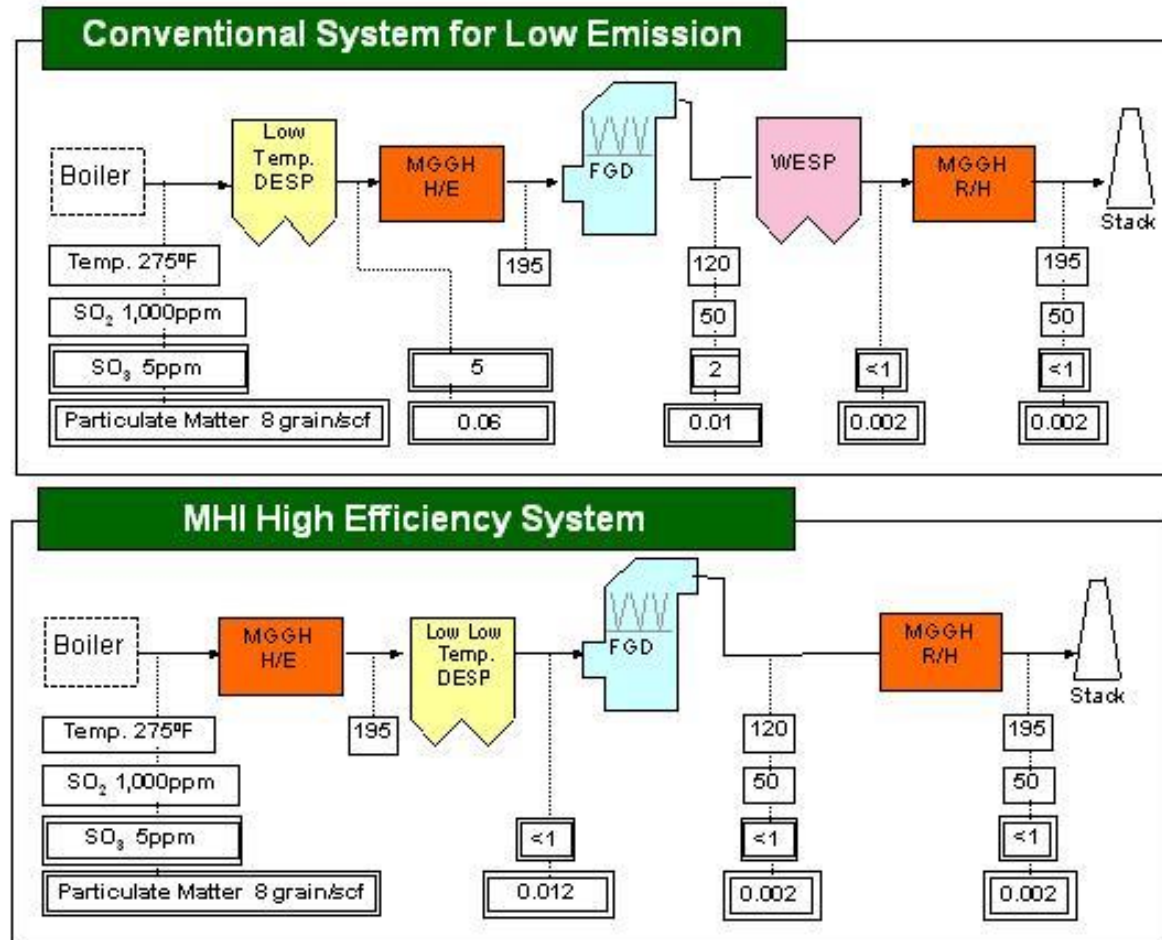 Conventional System for Low Emission
Boiler
Low
Temp.
DESP
MGGH
H/E
FGD
WESP
MGGH
R/H
Stack
Temp. 275ºF
195
120
195
SO₂ 1,000ppm
50
50
SO₃ 5ppm
5
2
<1
<1
Particulate Matter 8 grain/scf
0.06
0.01
0.002
0.002
MHI High Efficiency System
Boiler
MGGH
H/E
Low Low
Temp.
DESP
FGD
MGGH
R/H
Stack
Temp. 275ºF
195
120
195
SO₂ 1,000ppm
50
50
SO₃ 5ppm
<1
<1
<1
Particulate Matter 8 grain/scf
0.012
0.002
0.002